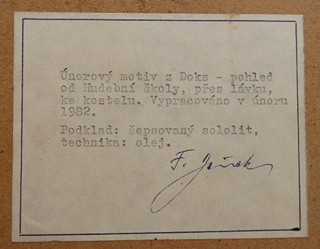 Únorový motiv z Doks - pohled
od Hudební školy, přes lávku,
ke kostelu. Vypracováno v únoru
1982.
Podklad: šepsovaný sololit,
technika: olej.
F.